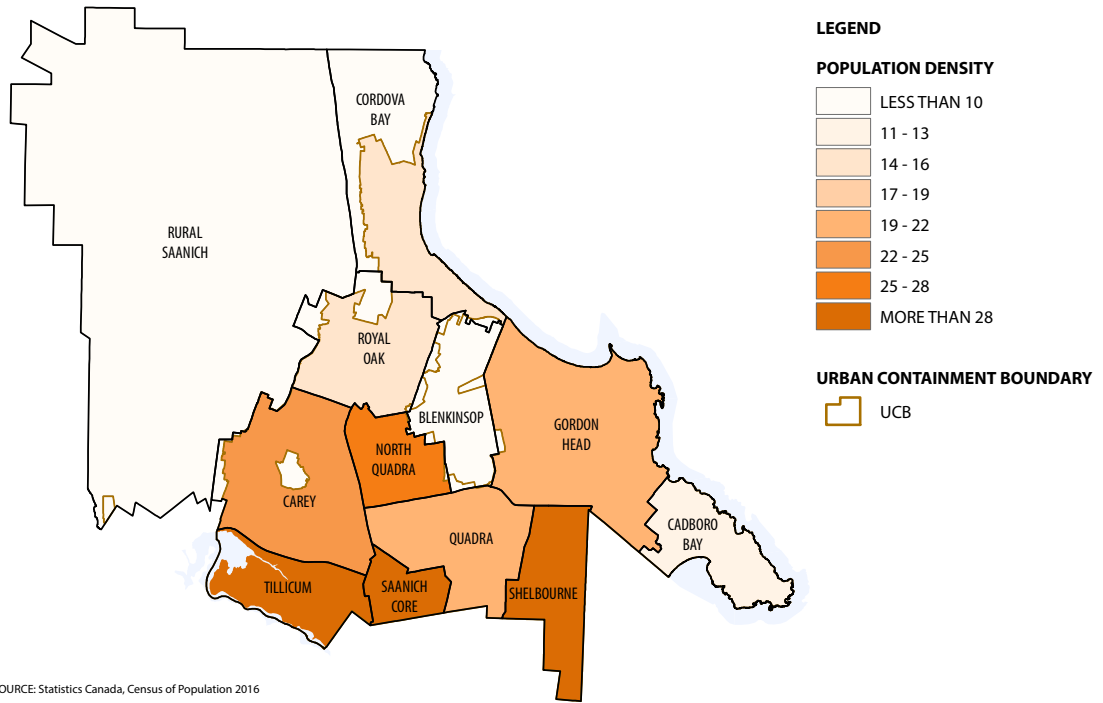 LEGEND
POPULATION DENSITY
LESS THAN 10
11 - 13
14 - 16
17 - 19
19 - 22
22 - 25
25 - 28
MORE THAN 28
URBAN CONTAINMENT BOUNDARY
UCB
CORDOVA
BAY
RURAL
SAANICH
ROYAL
OAK
BLENKINSOP
GORDON
HEAD
NORTH
QUADRA
CAREY
CADBORO
BAY
QUADRA
TILLICUM
SAANICH
CORE
SHELBOURNE
OURCE: Statistics Canada, Census of Population 2016